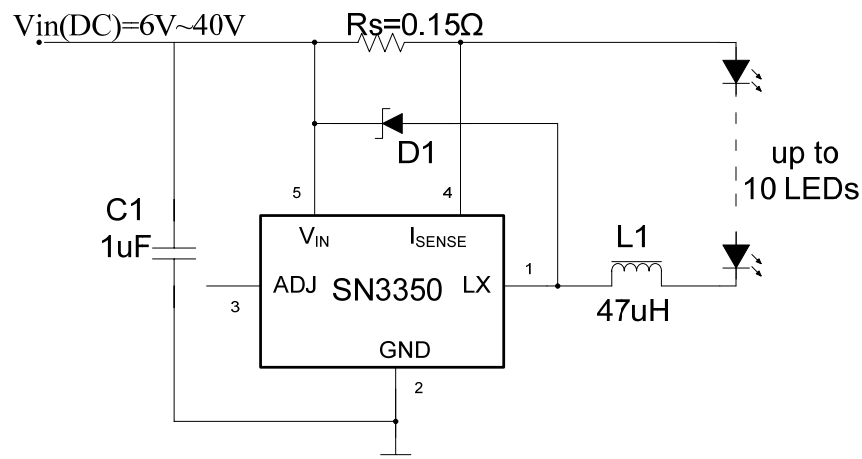 Vin(DC)=6V~40V
Rs=0.15Ω
D1
up to
10 LEDs
5
4
C1
1uF
VIN
ISENSE
L1
1
ADJ
SN3350
LX
3
47uH
GND
2